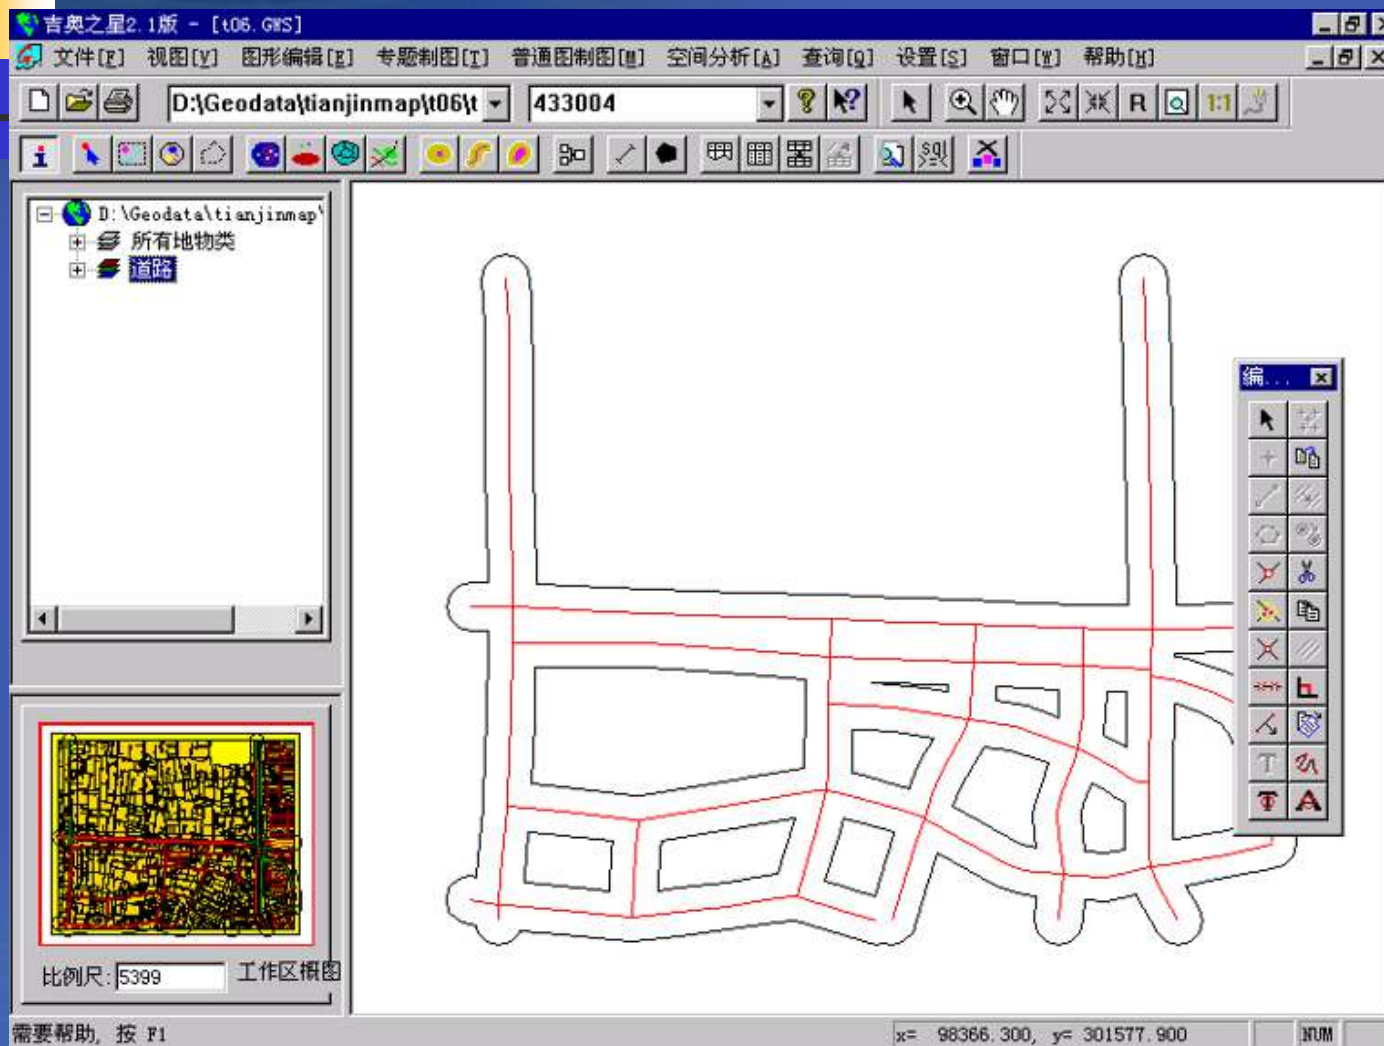 吉奥之星2.1版 - [t06.GWS]
文件[F] 视图[V] 图形编辑[E] 专题制图[T] 普通图制图[M] 空间分析[A] 查询[Q] 设置[S] 窗口[W] 帮助[H]
D:\Geodata\tianjinmap\t06\t 433004 R 1:1
sql
D:\Geodata\tianjinmap\
所有地物类
道路
编...
比例尺: 5399 工作区概图
需要帮助, 按 F1 x= 98366.300, y= 301577.900 NUM